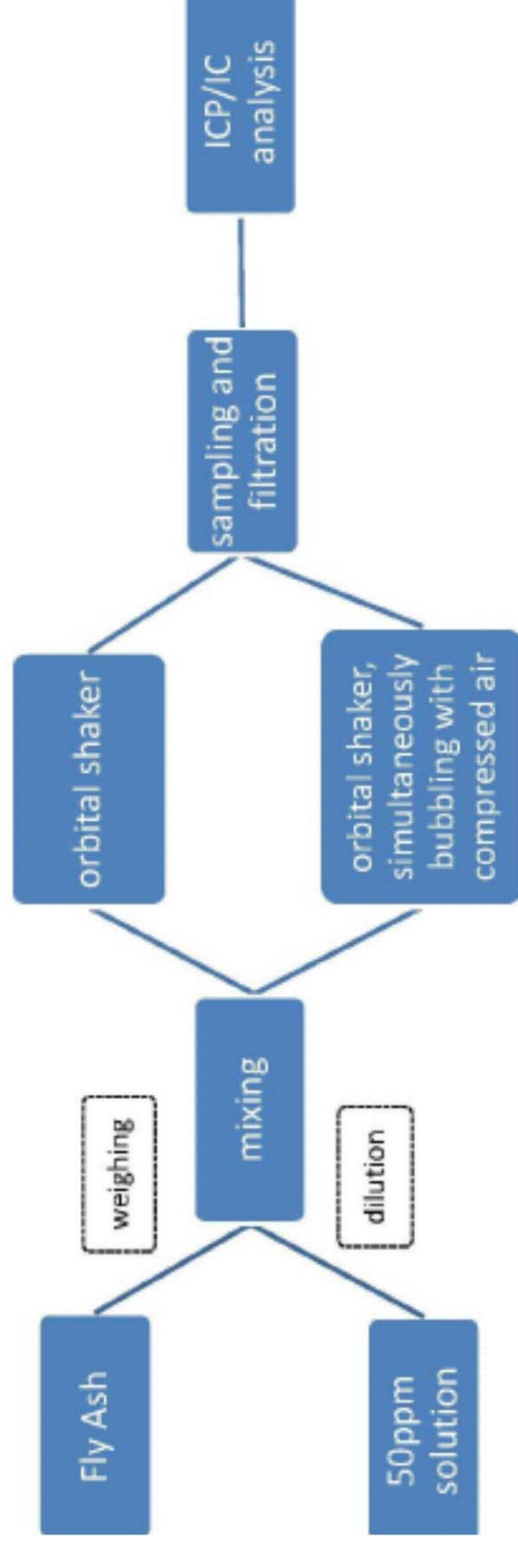 Fly Ash
50ppm
solution
weighing
dilution
mixing
orbital shaker
orbital shaker,
simultaneously
bubbling with
compressed air
sampling and
filtration
ICP/IC
analysis